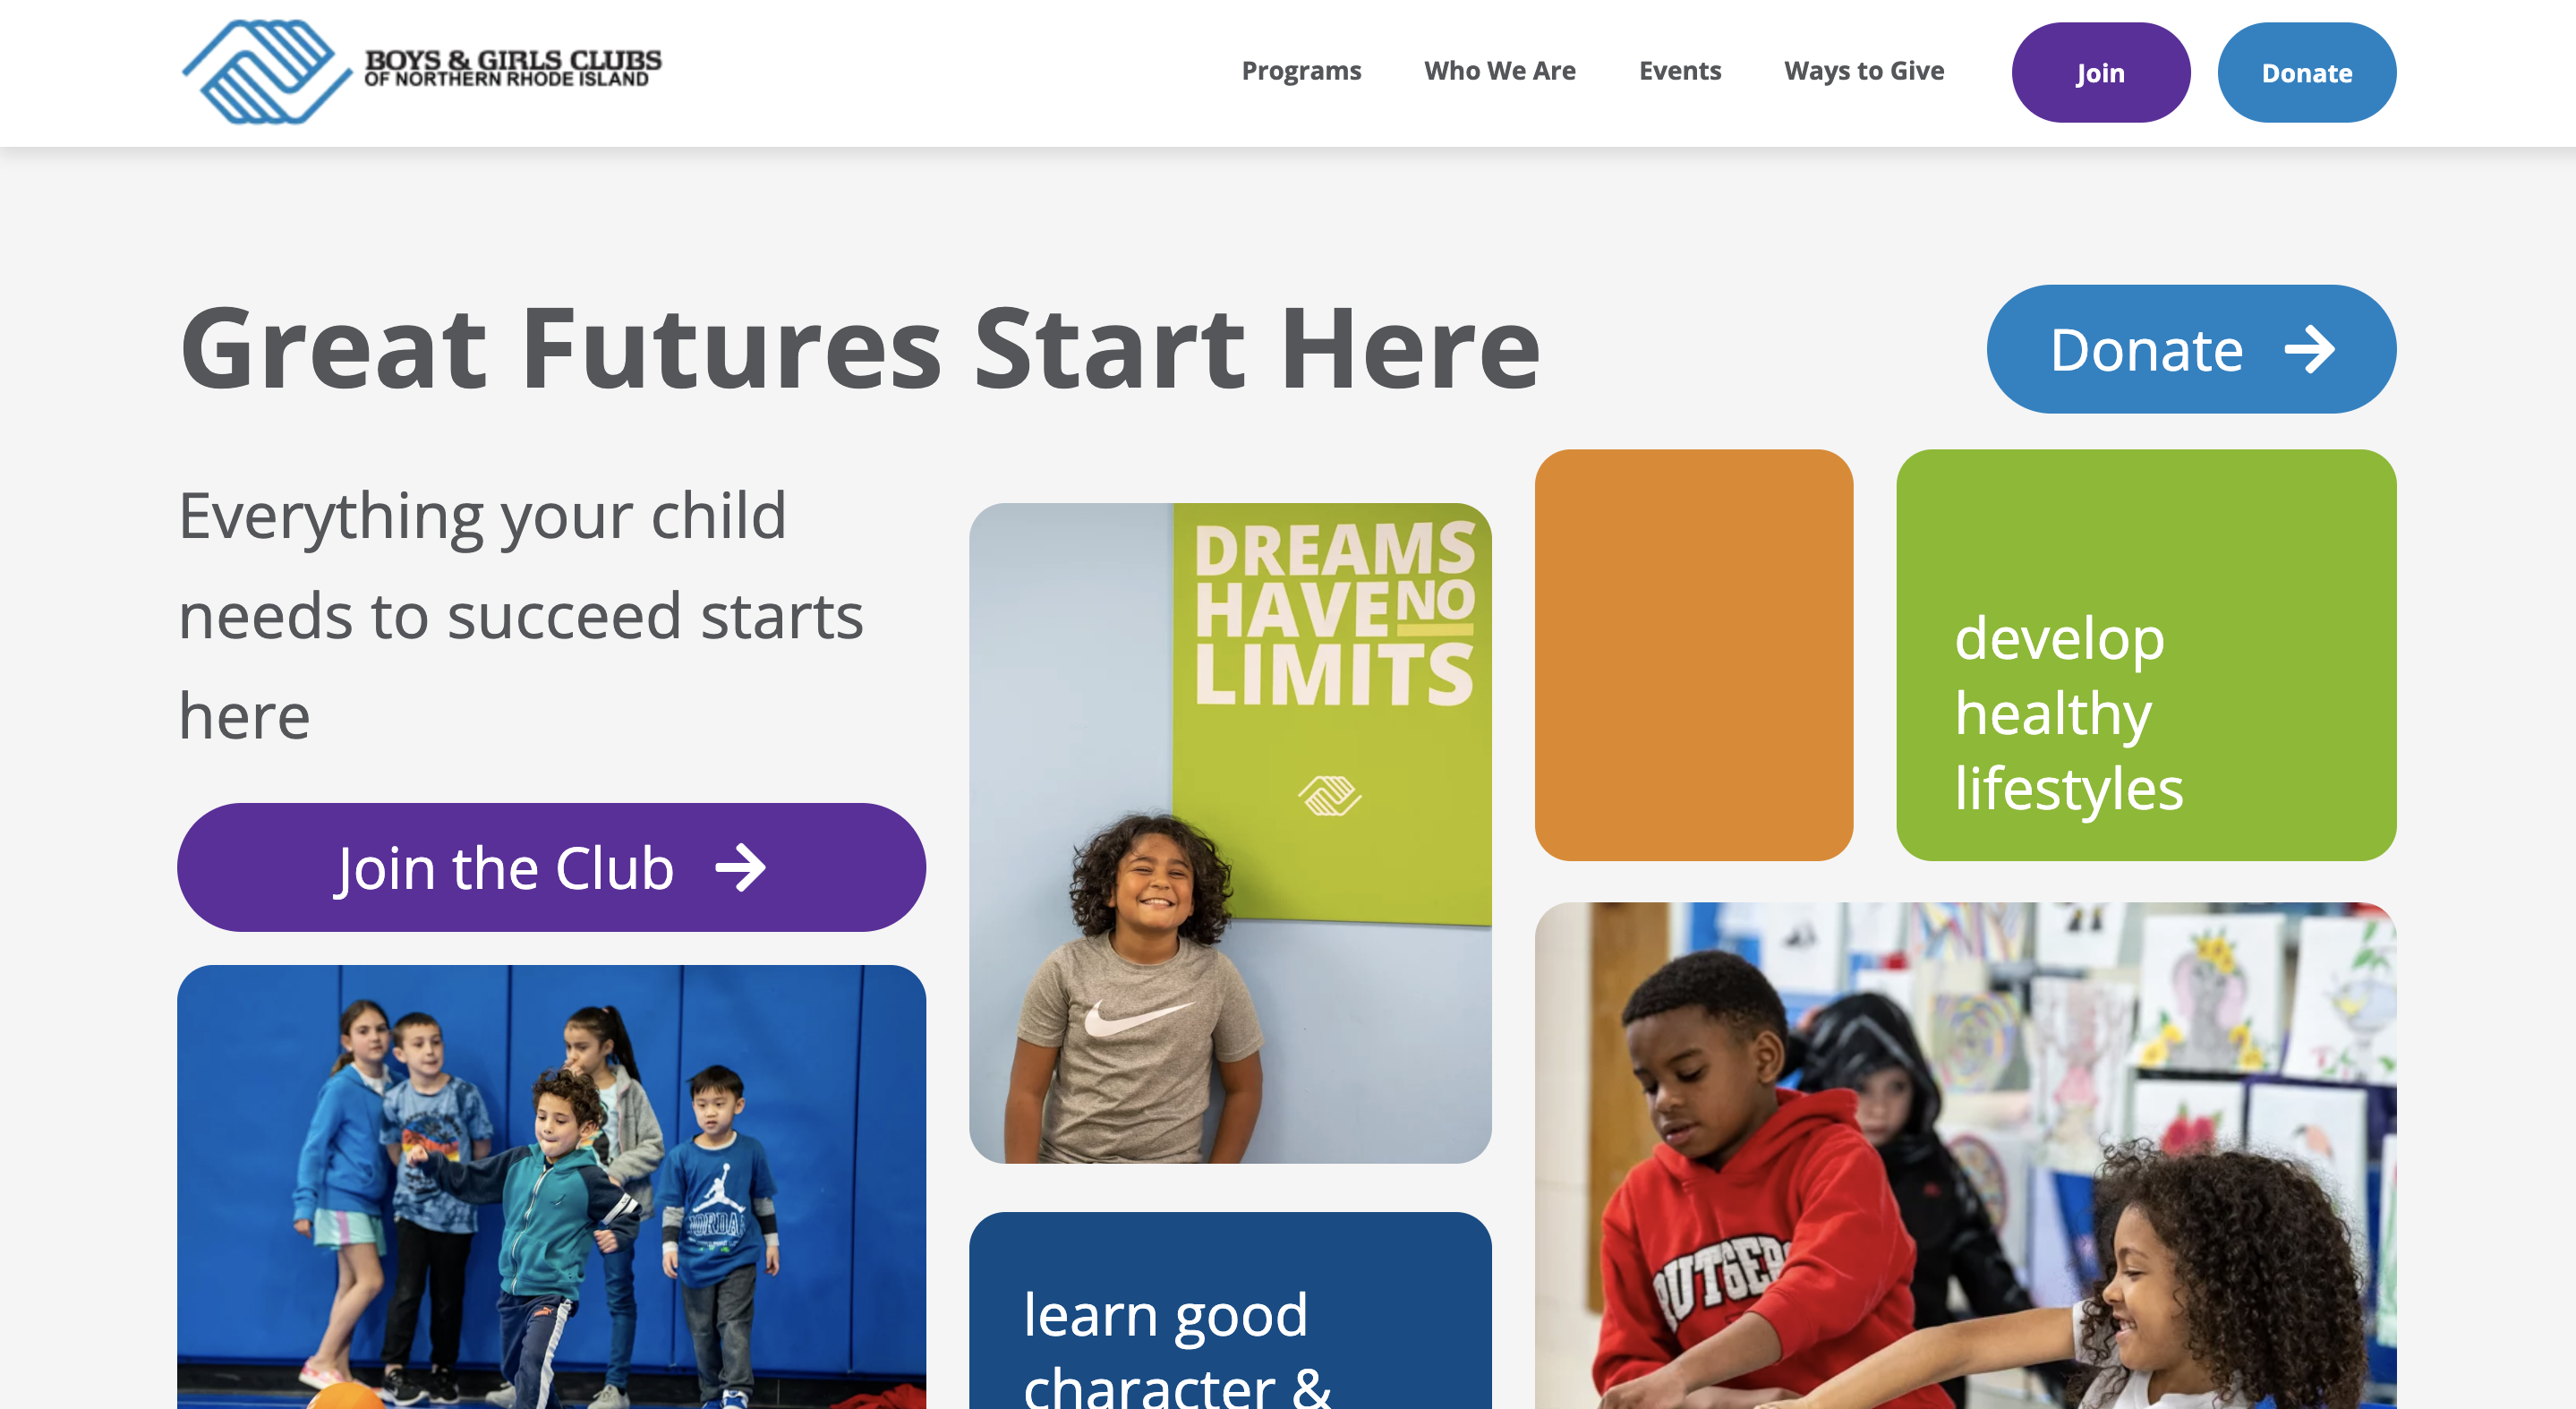 BOYS & GIRLS CLUBS
OF NORTHERN RHODE ISLAND
Programs
Who We Are
Events
Ways to Give
Join
Donate
Great Futures Start Here
Donate
Everything your child
needs to succeed starts
here
Join the Club
DREAMS
HAVE NO
LIMITS
develop
healthy
lifestyles
JORDAN
RUTGERS
learn good
character &